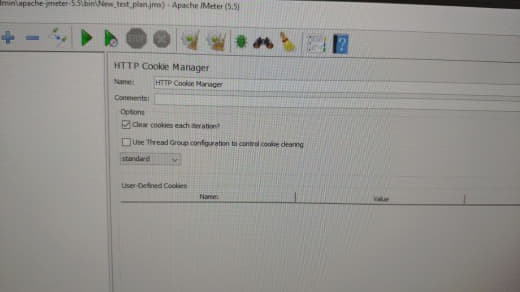 dmin\apache-jmeter-5.5\bin\New_test_plan.jmx) - Apache JMeter (5.5)
STOP
?
HTTP Cookie Manager
Name: HTTP Cookie Manager
Comments:
Options
Clear cookies each iteration?
Use Thread Group configuration to control cookie clearing
standard
User-Defined Cookies
Name: Value